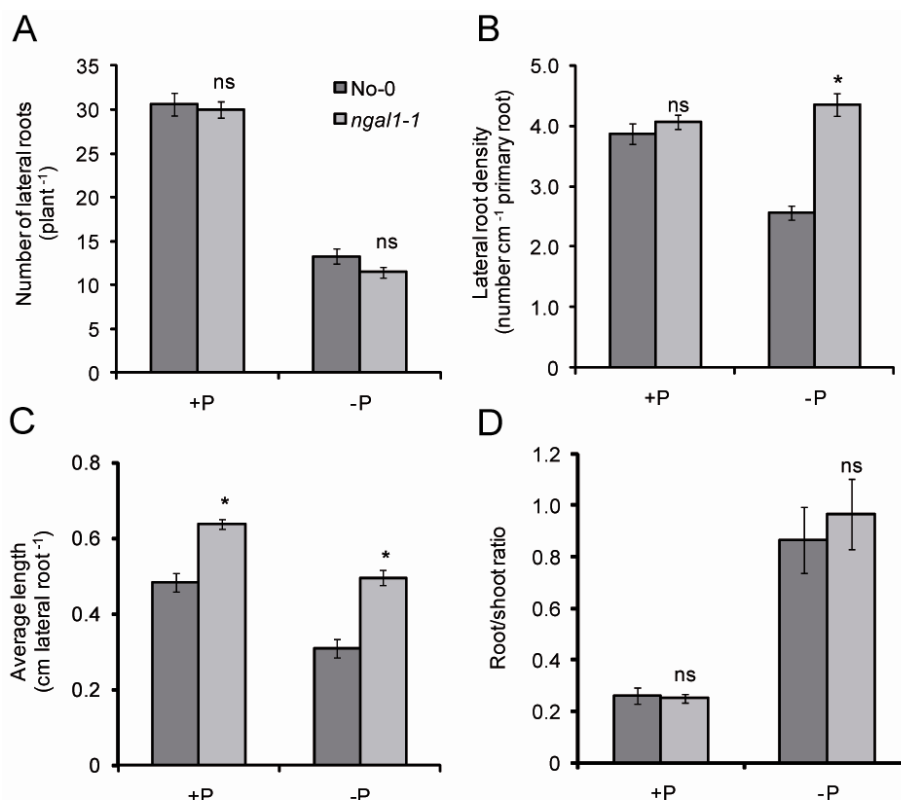 A
Number of lateral roots
(plant⁻¹)
35
30
25
20
15
10
5
0
ns
ns
No-0
ngal1-1
+P
-P
B
Lateral root density
(number cm⁻¹ primary root)
5.0
4.0
3.0
2.0
1.0
0
ns
*
+P
-P
C
Average length
(cm lateral root⁻¹)
0.8
0.6
0.4
0.2
0
*
*
+P
-P
D
Root/shoot ratio
1.2
1.0
0.8
0.6
0.4
0.2
0
ns
ns
+P
-P